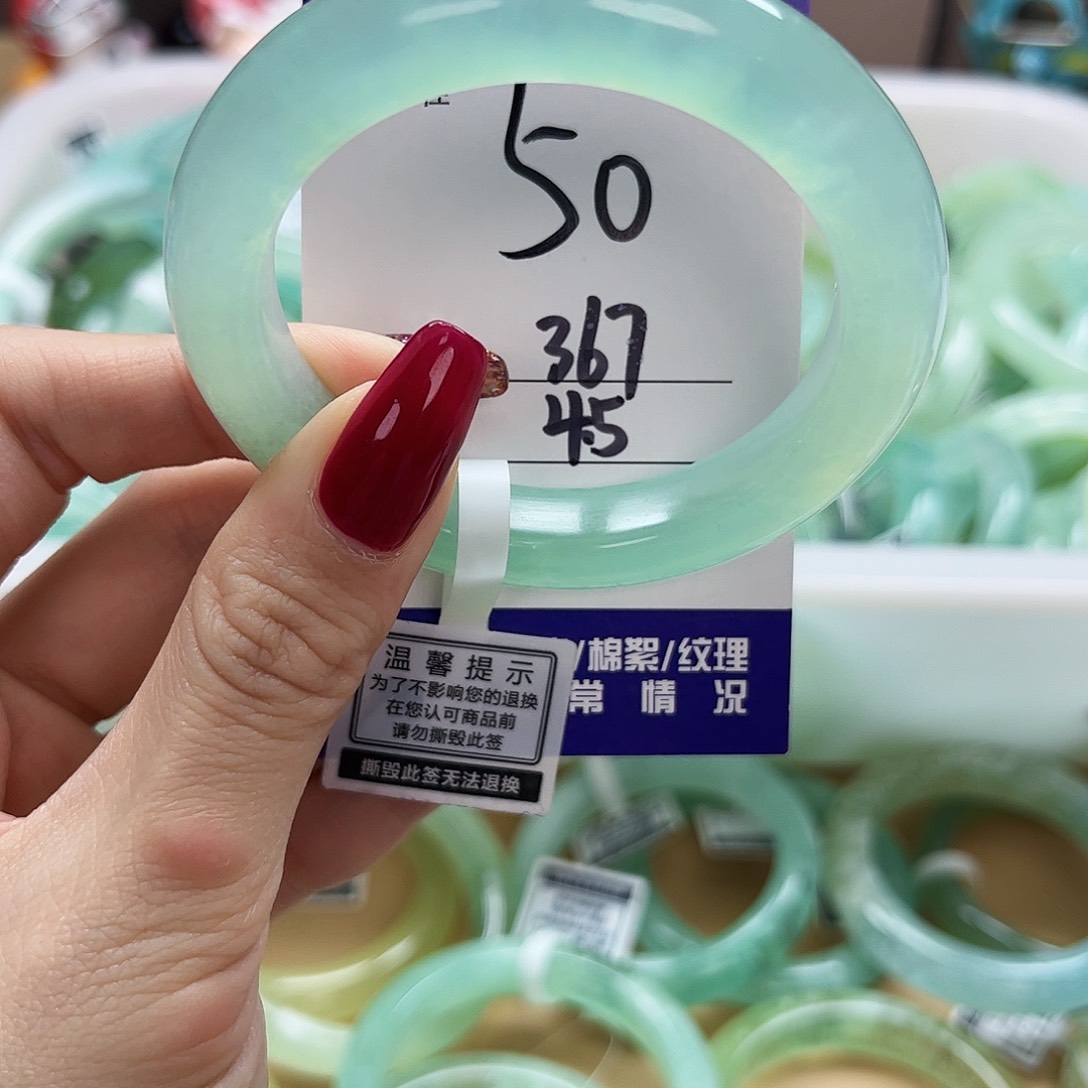 50
367
45
/棉絮/纹理
常 情 况
温馨提示
为了不影响您的退换
在您认可商品前
请勿撕毁此签
撕毁此签无法退换